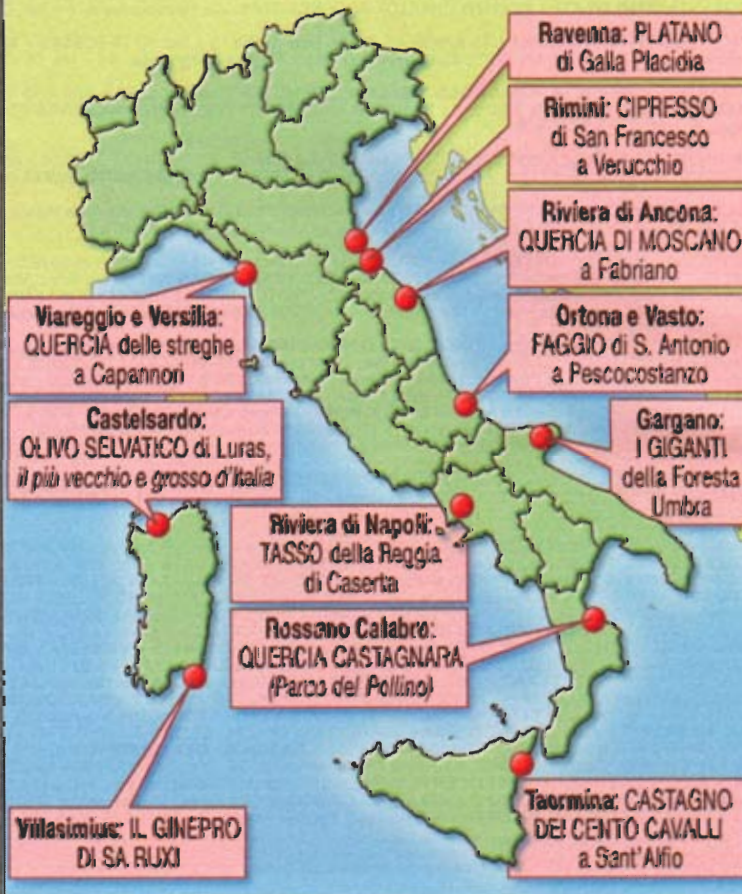 Ravenna: PLATANO
di Galla Placidia
Rimini: CIPRESSO
di San Francesco
a Verucchio
Riviera di Ancona:
QUERCIA DI MOSCANO
a Fabriano
Viareggio e Versilia:
QUERCIA delle streghe
a Capannori
Ortona e Vasto:
FAGGIO di S. Antonio
a Pescocostanzo
Castelsardo:
OLIVO SELVATICO di Luras,
il più vecchio e grosso d'Italia
Gargano:
I GIGANTI
della Foresta
Umbra
Riviera di Napoli:
TASSO della Reggia
di Caserta
Rossano Calabro:
QUERCIA CASTAGNARA
(Parco del Pollino)
Villasimius: IL GINEPRO
DI SA RUXI
Taormina: CASTAGNO
DEI CENTO CAVALLI
a Sant'Alfio